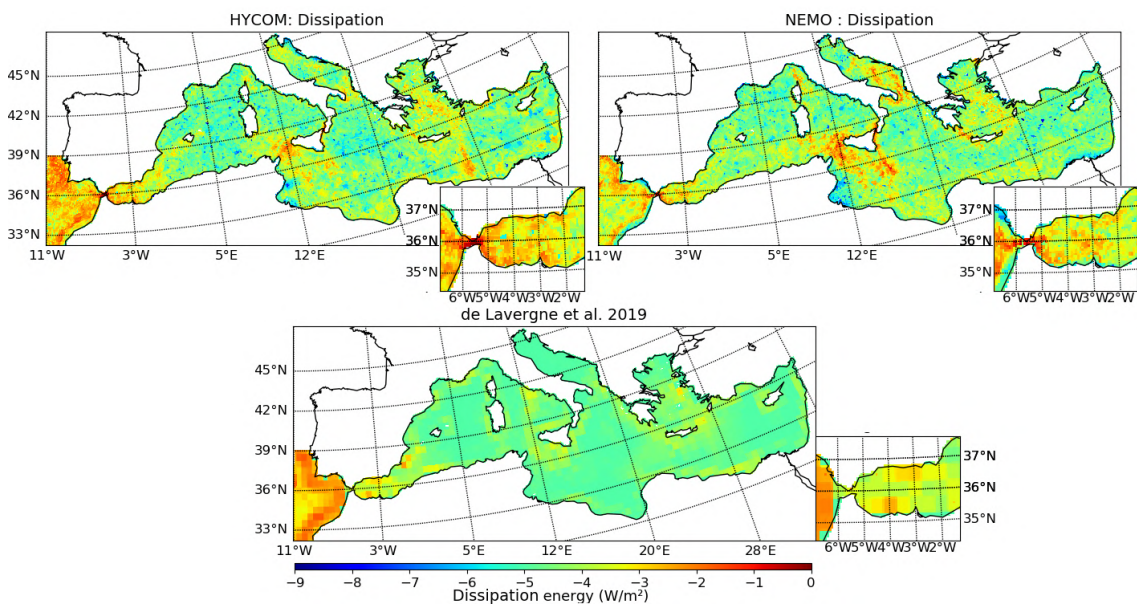 HYCOM: Dissipation
NEMO : Dissipation
45°N
42°N
39°N
36°N
33°N
11°W 3°W 5°E 12°E
37°N
36°N
35°N
6°W5°W4°W3°W2°W
45°N
42°N
39°N
36°N
33°N
11°W 3°W 5°E 12°E
37°N
36°N
35°N
6°W5°W4°W3°W2°W
de Lavergne et al. 2019
45°N
42°N
39°N
36°N
33°N
11°W 3°W 5°E 12°E 20°E 28°E
37°N
36°N
35°N
6°W5°W4°W3°W2°W
−9 −8 −7 −6 −5 −4 −3 −2 −1 0
Dissipation energy (W/m²)